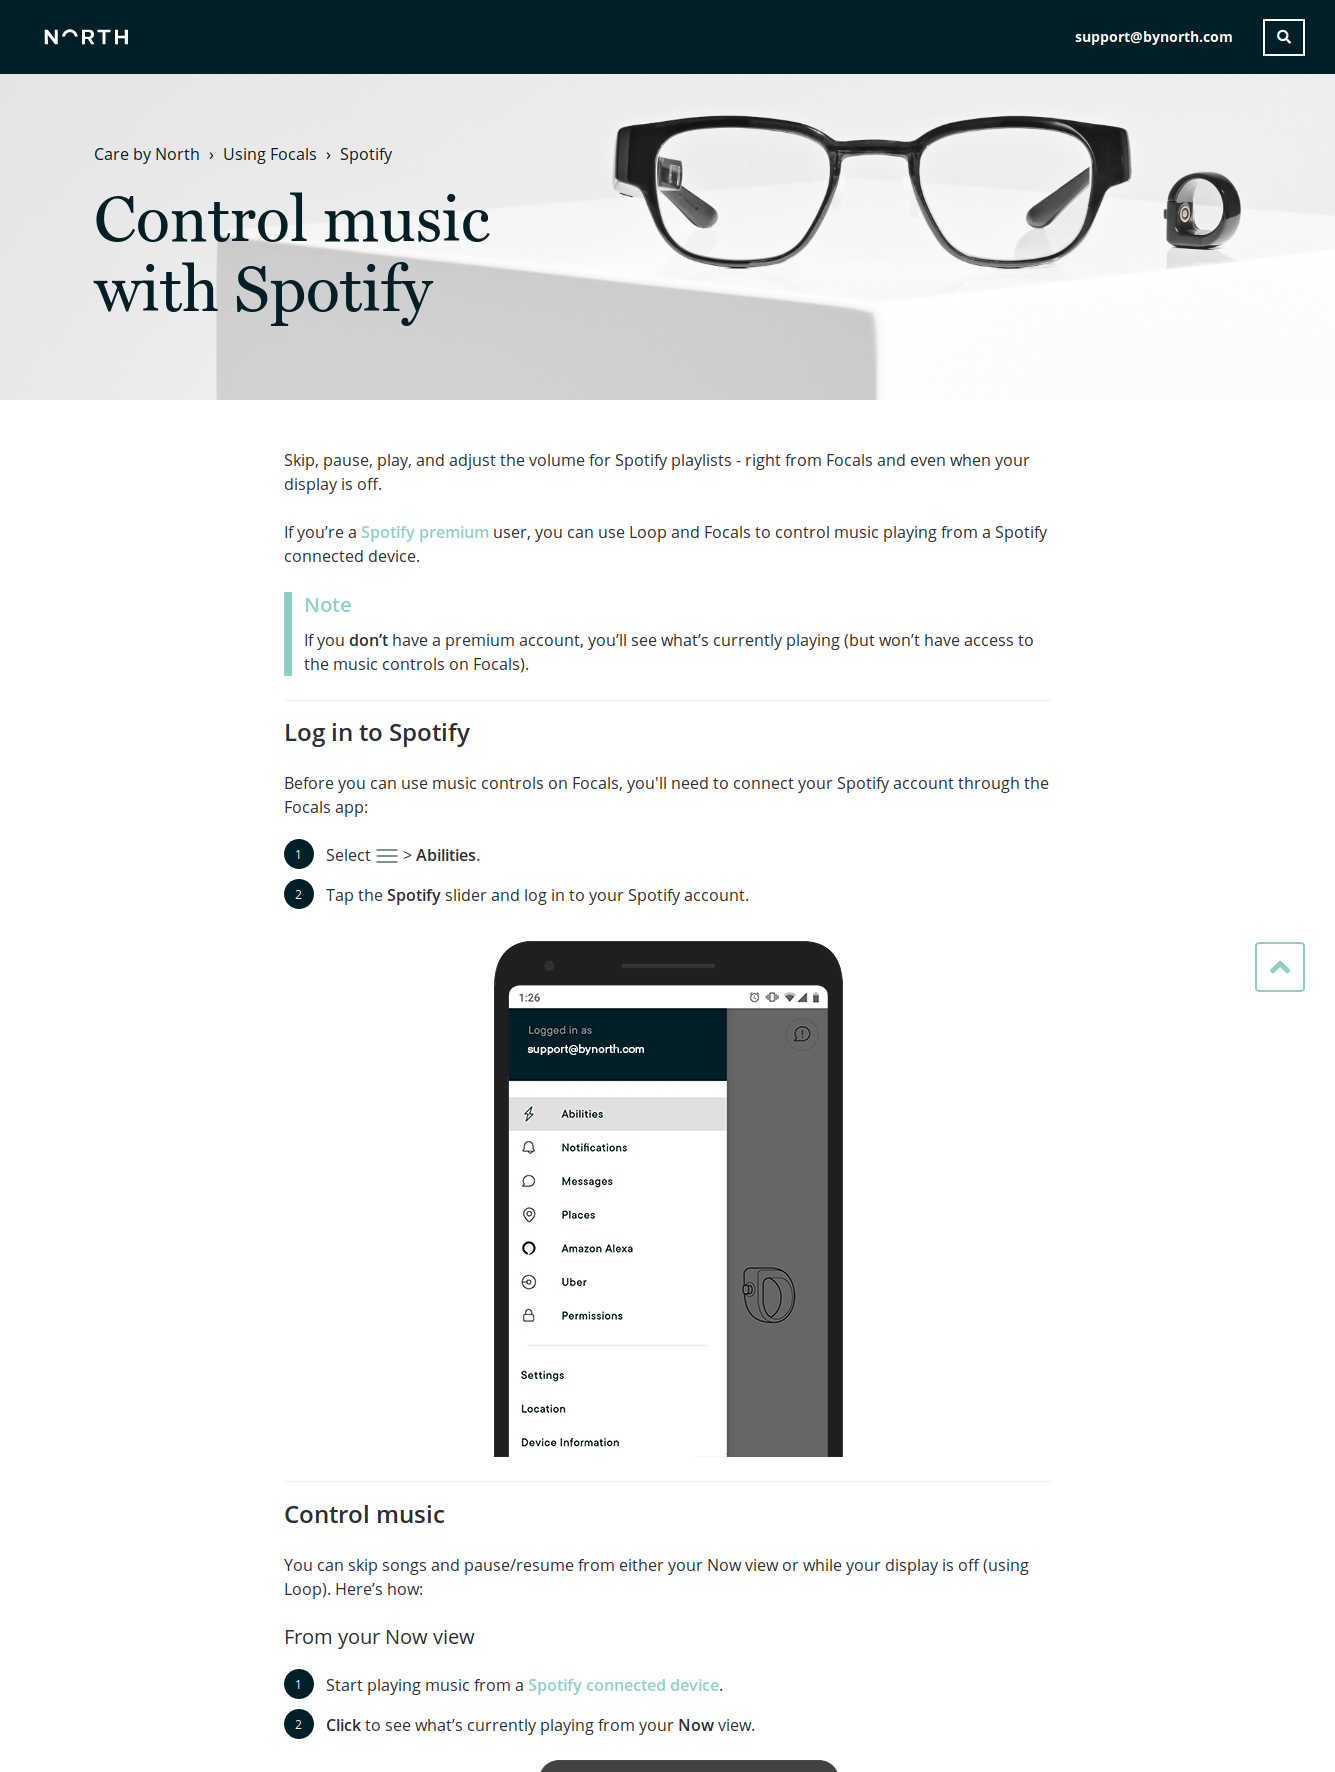 NORTH
support@bynorth.com
Care by North › Using Focals › Spotify
Control music
with Spotify
Skip, pause, play, and adjust the volume for Spotify playlists - right from Focals and even when your
display is off.
If you’re a Spotify premium user, you can use Loop and Focals to control music playing from a Spotify
connected device.
Note
If you don’t have a premium account, you’ll see what’s currently playing (but won’t have access to
the music controls on Focals).
Log in to Spotify
Before you can use music controls on Focals, you'll need to connect your Spotify account through the
Focals app:
1 Select > Abilities.
2 Tap the Spotify slider and log in to your Spotify account.
1:26
Logged in as
support@bynorth.com
Abilities
Notifications
Messages
Places
Amazon Alexa
Uber
Permissions
Settings
Location
Device Information
Control music
You can skip songs and pause/resume from either your Now view or while your display is off (using
Loop). Here’s how:
From your Now view
1 Start playing music from a Spotify connected device.
2 Click to see what’s currently playing from your Now view.